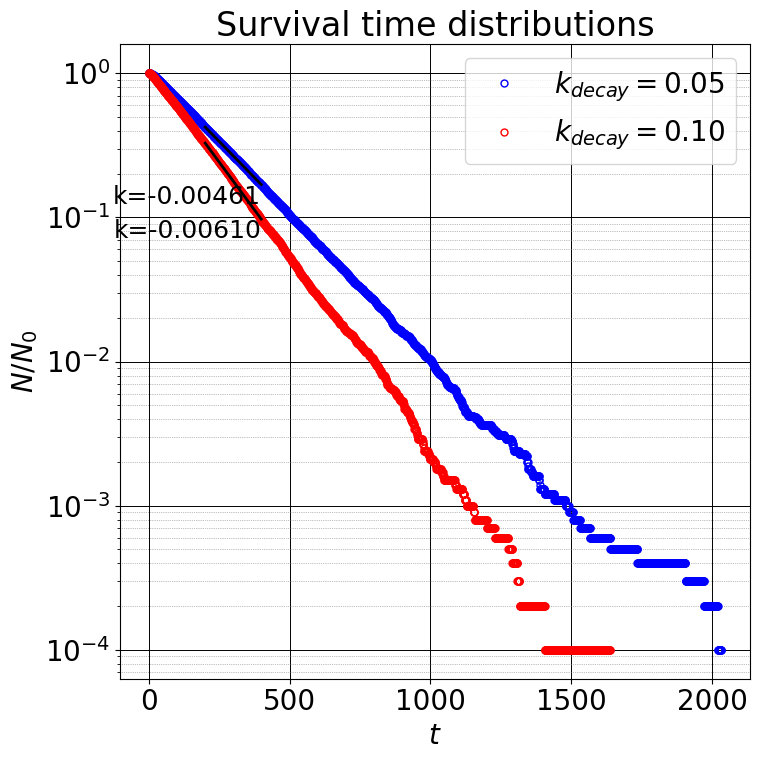 Survival time distributions
k_decay = 0.05
k_decay = 0.10
k=-0.00461
k=-0.00610
10^0
10^-1
10^-2
10^-3
10^-4
N/N_0
0 500 1000 1500 2000
t